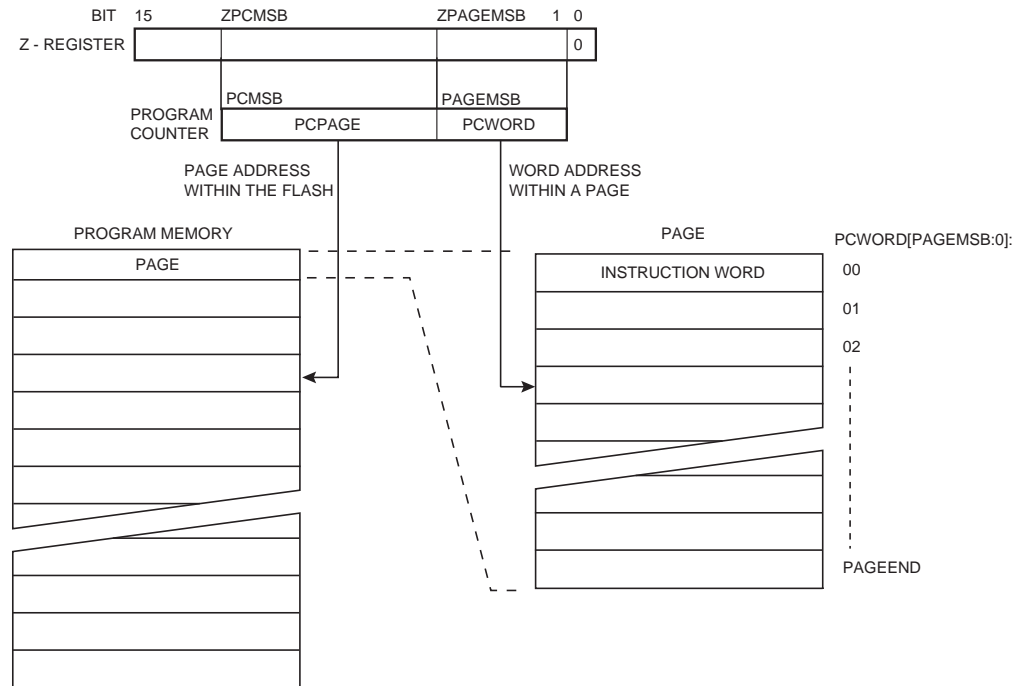 BIT 15 ZPCMSB ZPAGEMSB 1 0
Z - REGISTER 0
PCMSB PAGEMSB
PROGRAM
COUNTER
PCPAGE PCWORD
PAGE ADDRESS
WITHIN THE FLASH
WORD ADDRESS
WITHIN A PAGE
PROGRAM MEMORY
PAGE
PAGE
INSTRUCTION WORD
PCWORD[PAGEMSB:0]:
00
01
02
PAGEEND